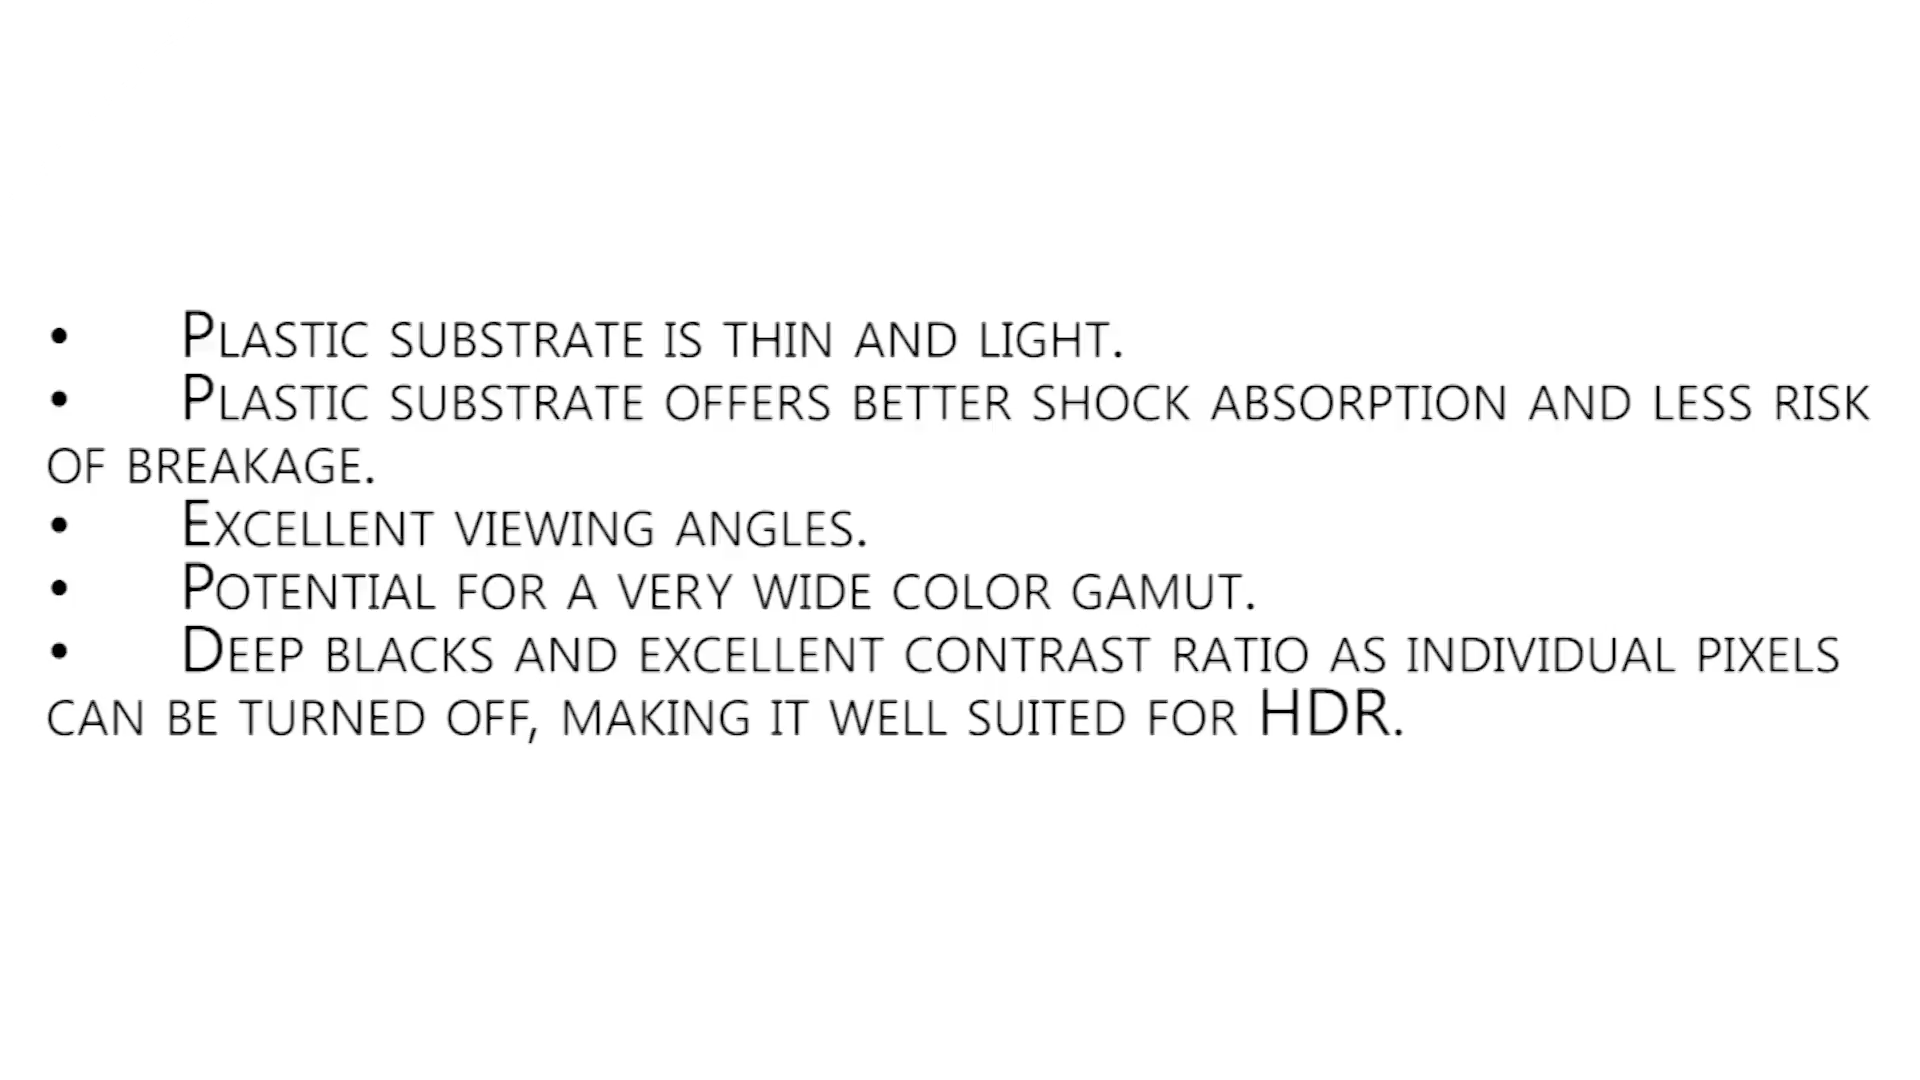 • Plastic substrate is thin and light.
• Plastic substrate offers better shock absorption and less risk
of breakage.
• Excellent viewing angles.
• Potential for a very wide color gamut.
• Deep blacks and excellent contrast ratio as individual pixels
can be turned off, making it well suited for HDR.